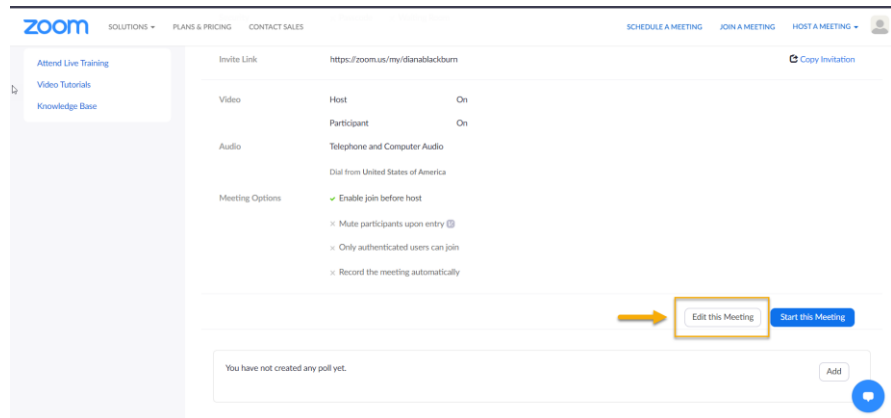 zoom SOLUTIONS PLANS & PRICING CONTACT SALES SCHEDULE A MEETING JOIN A MEETING HOST A MEETING
Attend Live Training
Video Tutorials
Knowledge Base
Invite Link https://zoom.us/my/dianablackburn Copy Invitation
Video Host On
Participant On
Audio Telephone and Computer Audio
Dial from United States of America
Meeting Options Enable join before host
Mute participants upon entry
Only authenticated users can join
Record the meeting automatically
Edit this Meeting Start this Meeting
You have not created any poll yet. Add